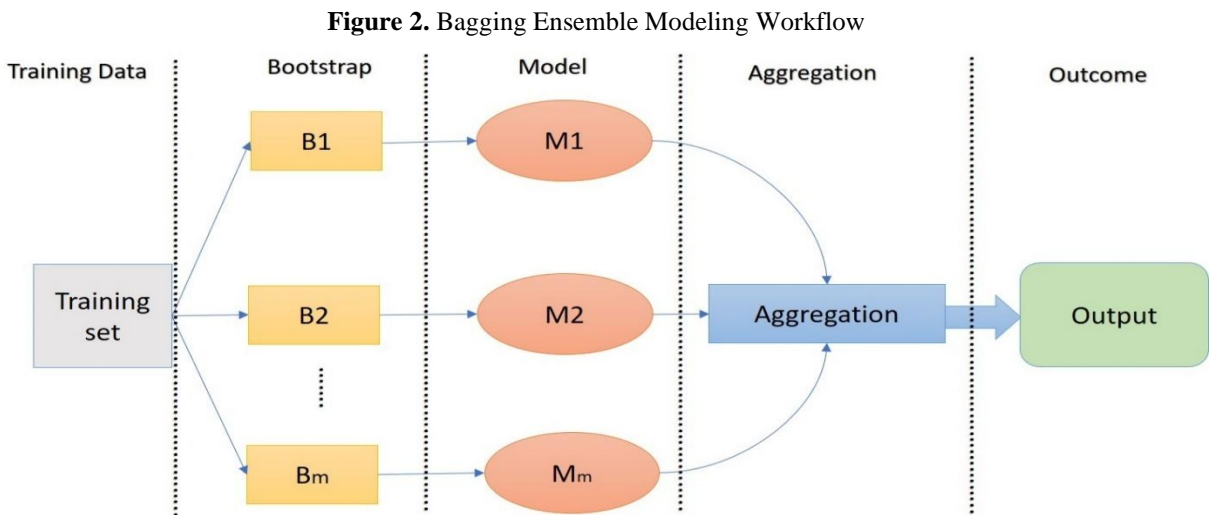 Figure 2. Bagging Ensemble Modeling Workflow
Training Data
Bootstrap
Model
Aggregation
Outcome
B1
M1
Training
set
B2
M2
Aggregation
Output
Bm
Mm